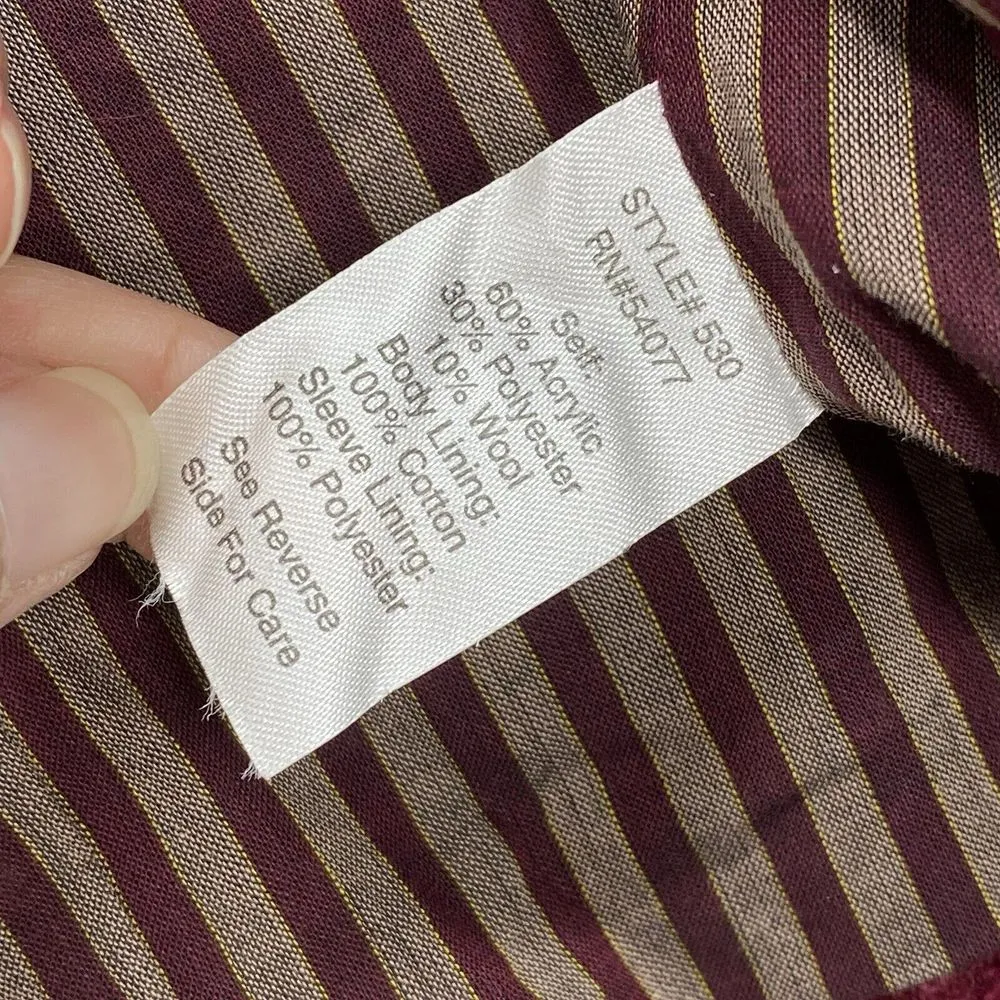 STYLE# 530
RN#54077
Self:
60% Acrylic
30% Polyester
10% Wool
Body Lining:
100% Cotton
Sleeve Lining:
100% Polyester
See Reverse
Side For Care